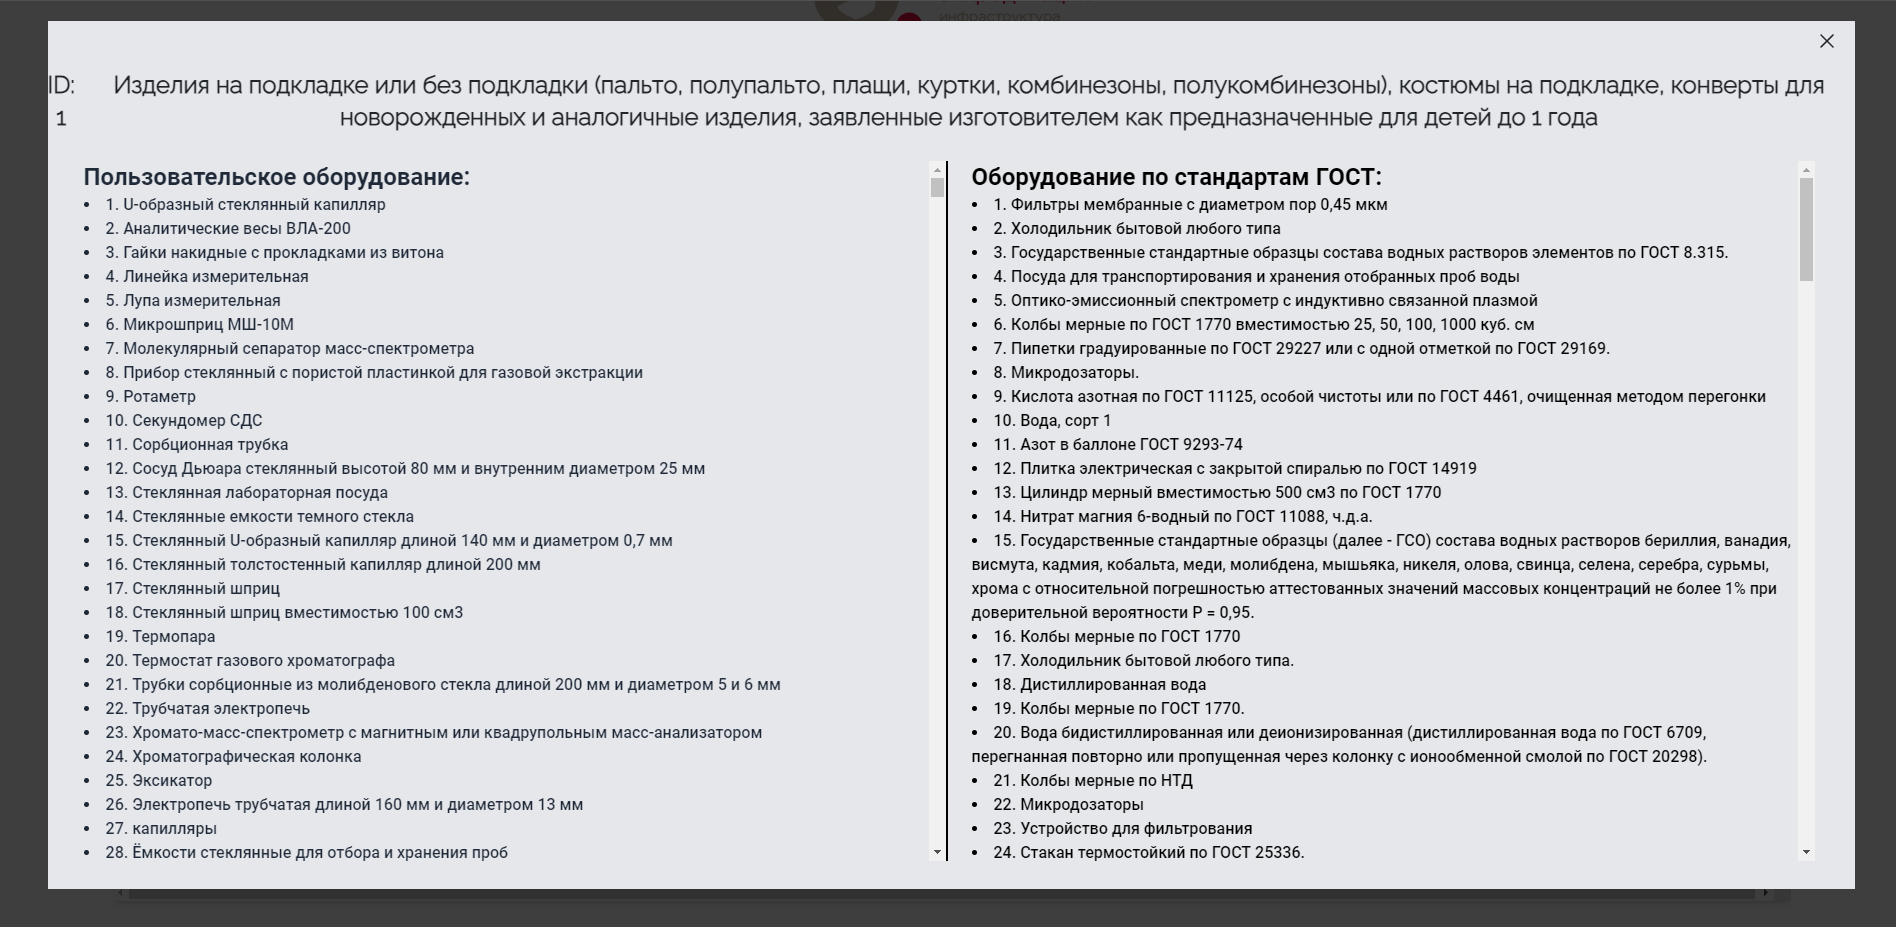 инфраструктура
ID:
1
Изделия на подкладке или без подкладки (пальто, полупальто, плащи, куртки, комбинезоны, полукомбинезоны), костюмы на подкладке, конверты для
новорожденных и аналогичные изделия, заявленные изготовителем как предназначенные для детей до 1 года
Пользовательское оборудование:
• 1. U-образный стеклянный капилляр
• 2. Аналитические весы ВЛА-200
• 3. Гайки накидные с прокладками из витона
• 4. Линейка измерительная
• 5. Лупа измерительная
• 6. Микрошприц МШ-10М
• 7. Молекулярный сепаратор масс-спектрометра
• 8. Прибор стеклянный с пористой пластинкой для газовой экстракции
• 9. Ротаметр
• 10. Секундомер СДС
• 11. Сорбционная трубка
• 12. Сосуд Дьюара стеклянный высотой 80 мм и внутренним диаметром 25 мм
• 13. Стеклянная лабораторная посуда
• 14. Стеклянные емкости темного стекла
• 15. Стеклянный U-образный капилляр длиной 140 мм и диаметром 0,7 мм
• 16. Стеклянный толстостенный капилляр длиной 200 мм
• 17. Стеклянный шприц
• 18. Стеклянный шприц вместимостью 100 см3
• 19. Термопара
• 20. Термостат газового хроматографа
• 21. Трубки сорбционные из молибденового стекла длиной 200 мм и диаметром 5 и 6 мм
• 22. Трубчатая электропечь
• 23. Хромато-масс-спектрометр с магнитным или квадрупольным масс-анализатором
• 24. Хроматографическая колонка
• 25. Эксикатор
• 26. Электропечь трубчатая длиной 160 мм и диаметром 13 мм
• 27. капилляры
• 28. Ёмкости стеклянные для отбора и хранения проб
Оборудование по стандартам ГОСТ:
• 1. Фильтры мембранные с диаметром пор 0,45 мкм
• 2. Холодильник бытовой любого типа
• 3. Государственные стандартные образцы состава водных растворов элементов по ГОСТ 8.315.
• 4. Посуда для транспортирования и хранения отобранных проб воды
• 5. Оптико-эмиссионный спектрометр с индуктивно связанной плазмой
• 6. Колбы мерные по ГОСТ 1770 вместимостью 25, 50, 100, 1000 куб. см
• 7. Пипетки градуированные по ГОСТ 29227 или с одной отметкой по ГОСТ 29169.
• 8. Микродозаторы.
• 9. Кислота азотная по ГОСТ 11125, особой чистоты или по ГОСТ 4461, очищенная методом перегонки
• 10. Вода, сорт 1
• 11. Азот в баллоне ГОСТ 9293-74
• 12. Плитка электрическая с закрытой спиралью по ГОСТ 14919
• 13. Цилиндр мерный вместимостью 500 см3 по ГОСТ 1770
• 14. Нитрат магния 6-водный по ГОСТ 11088, ч.д.а.
• 15. Государственные стандартные образцы (далее - ГСО) состава водных растворов бериллия, ванадия,
висмута, кадмия, кобальта, меди, молибдена, мышьяка, никеля, олова, свинца, селена, серебра, сурьмы,
хрома с относительной погрешностью аттестованных значений массовых концентраций не более 1% при
доверительной вероятности P = 0,95.
• 16. Колбы мерные по ГОСТ 1770
• 17. Холодильник бытовой любого типа.
• 18. Дистиллированная вода
• 19. Колбы мерные по ГОСТ 1770.
• 20. Вода бидистиллированная или деионизированная (дистиллированная вода по ГОСТ 6709,
перегнанная повторно или пропущенная через колонку с ионообменной смолой по ГОСТ 20298).
• 21. Колбы мерные по НТД
• 22. Микродозаторы
• 23. Устройство для фильтрования
• 24. Стакан термостойкий по ГОСТ 25336.